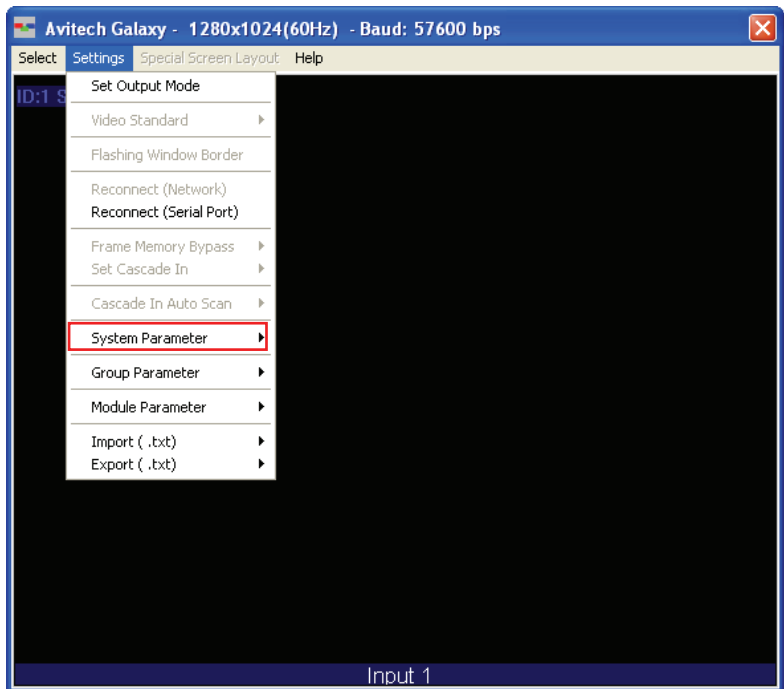 Avitech Galaxy - 1280x1024(60Hz) - Baud: 57600 bps
Select Settings Special Screen Layout Help
ID:1 S
Set Output Mode
Video Standard
Flashing Window Border
Reconnect (Network)
Reconnect (Serial Port)
Frame Memory Bypass
Set Cascade In
Cascade In Auto Scan
System Parameter
Group Parameter
Module Parameter
Import ( .txt)
Export ( .txt)
Input 1